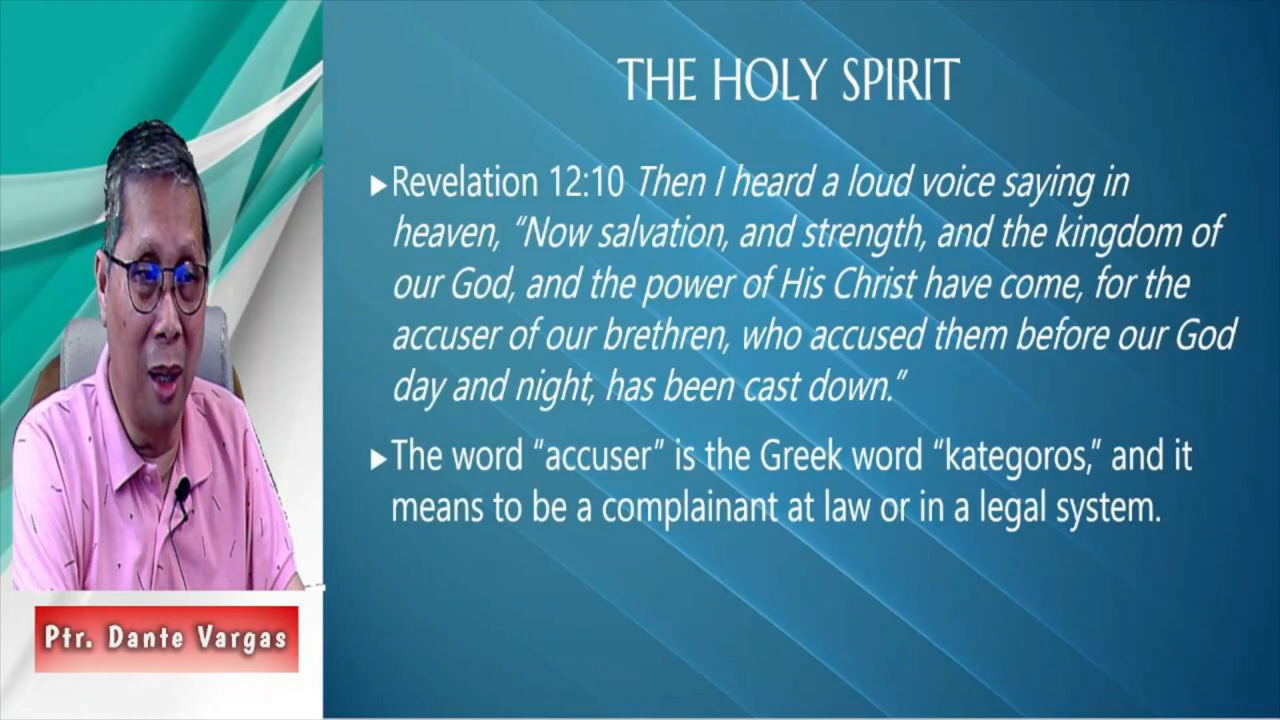 THE HOLY SPIRIT
▶Revelation 12:10 Then I heard a loud voice saying in
heaven, “Now salvation, and strength, and the kingdom of
our God, and the power of His Christ have come, for the
accuser of our brethren, who accused them before our God
day and night, has been cast down.”
▶The word “accuser” is the Greek word “kategoros,” and it
means to be a complainant at law or in a legal system.
Ptr. Dante Vargas